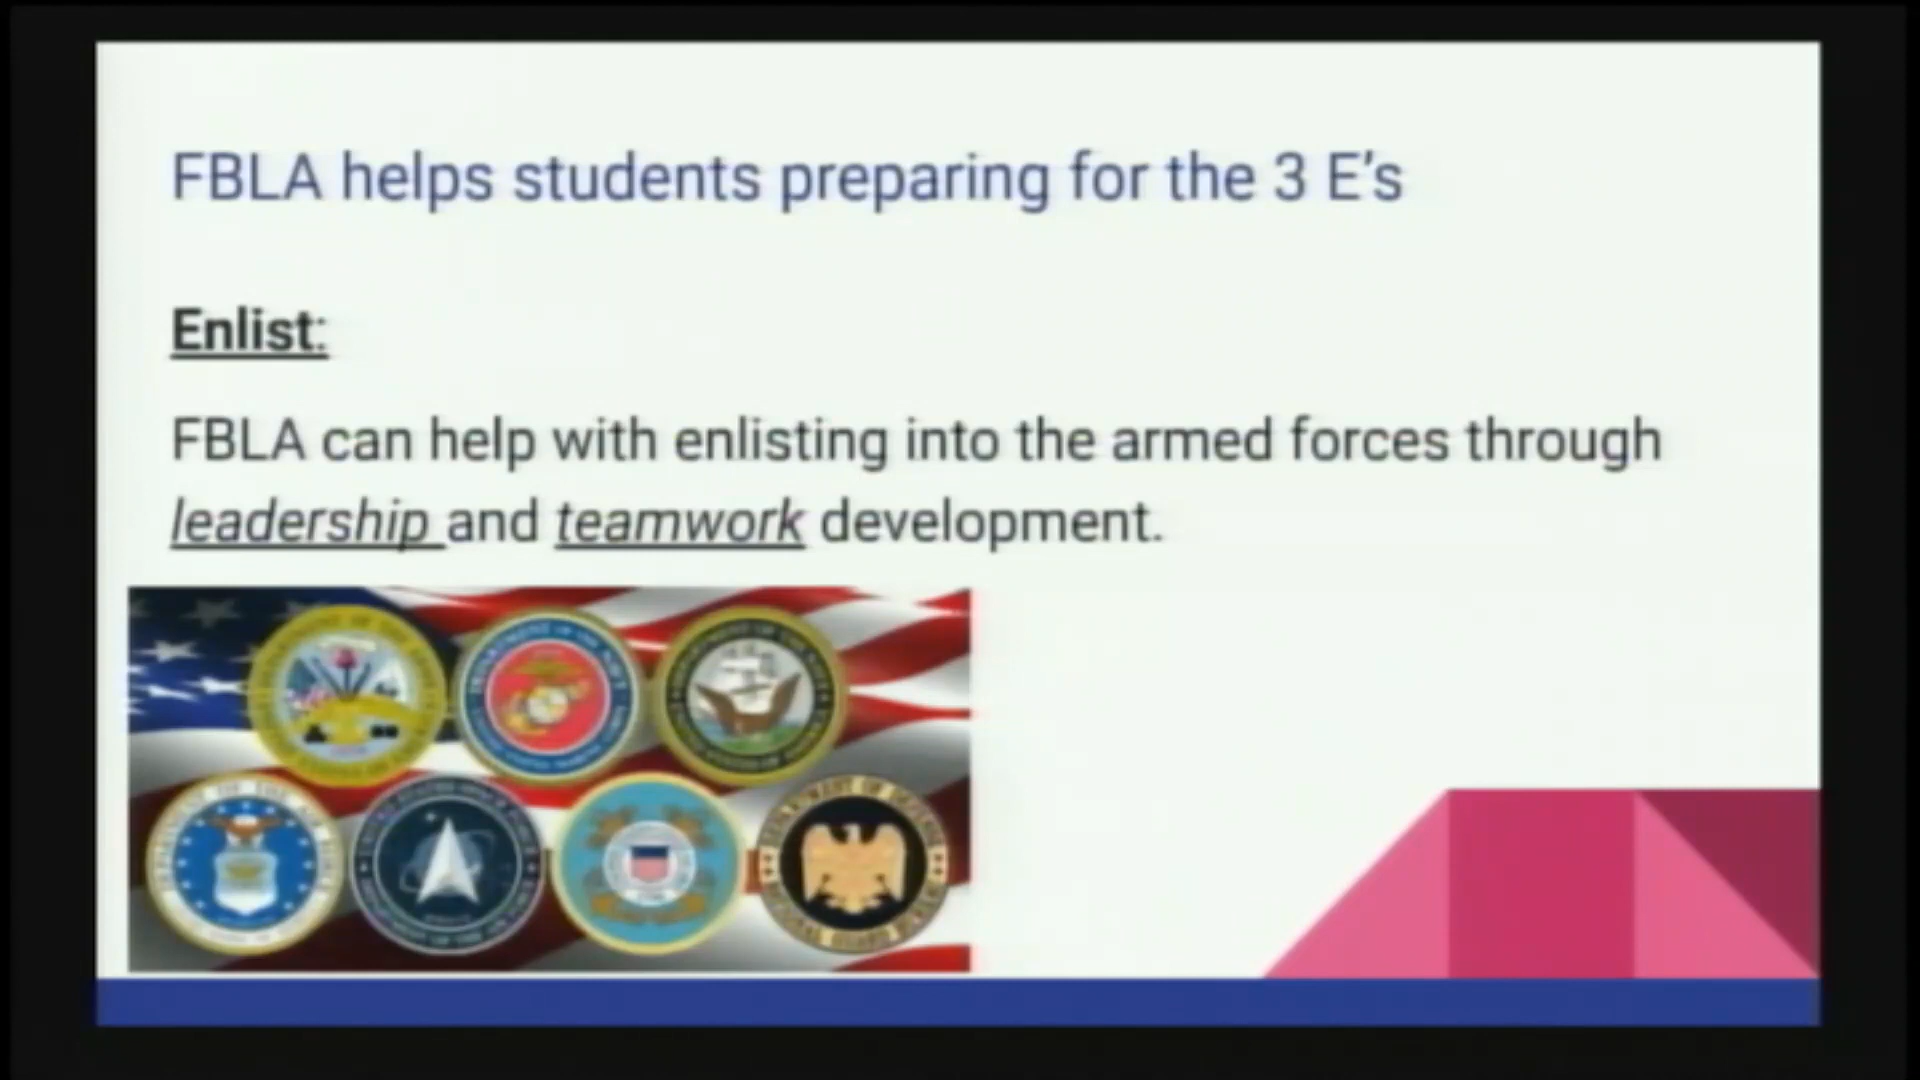 FBLA helps students preparing for the 3 E's
Enlist:
FBLA can help with enlisting into the armed forces through
leadership and teamwork development.